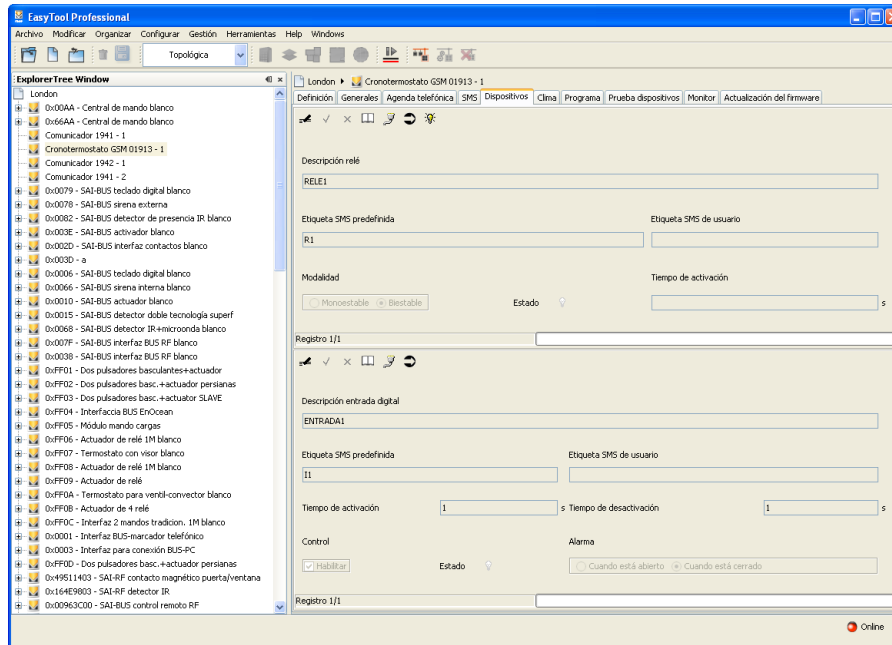 EasyTool Professional
Archivo Modificar Organizar Configurar Gestión Herramientas Help Windows
Topológica
ExplorerTree Window
London
0x00AA - Central de mando blanco
0x66AA - Central de mando blanco
Comunicador 1941 - 1
Cronotermostato GSM 01913 - 1
Comunicador 1942 - 1
Comunicador 1941 - 2
0x0079 - SAI-BUS teclado digital blanco
0x0078 - SAI-BUS sirena externa
0x0082 - SAI-BUS detector de presencia IR blanco
0x003E - SAI-BUS activador blanco
0x002D - SAI-BUS interfaz contactos blanco
0x003D - a
0x0006 - SAI-BUS teclado digital blanco
0x0066 - SAI-BUS sirena interna blanco
0x0010 - SAI-BUS actuador blanco
0x0015 - SAI-BUS detector doble tecnología superf
0x0068 - SAI-BUS detector IR+microonda blanco
0x007F - SAI-BUS interfaz BUS RF blanco
0x0038 - SAI-BUS interfaz BUS RF blanco
0xFF01 - Dos pulsadores basculantes+actuador
0xFF02 - Dos pulsadores basc.+actuador persianas
0xFF03 - Dos pulsadores basc.+actuator SLAVE
0xFF04 - Interfaccia BUS EnOcean
0xFF05 - Módulo mando cargas
0xFF06 - Actuador de relé 1M blanco
0xFF07 - Termostato con visor blanco
0xFF08 - Actuador de relé 1M blanco
0xFF09 - Actuador de relé
0xFF0A - Termostato para ventil-convector blanco
0xFF0B - Actuador de 4 relé
0xFF0C - Interfaz 2 mandos tradicion. 1M blanco
0x0001 - Interfaz BUS-marcador telefónico
0x0003 - Interfaz para conexión BUS-PC
0xFF0D - Dos pulsadores basc.+actuador persianas
0x49511403 - SAI-RF contacto magnético puerta/ventana
0x164E9803 - SAI-RF detector IR
0x00963C00 - SAI-BUS control remoto RF
London Cronotermostato GSM 01913 - 1
Definición Generales Agenda telefónica SMS Dispositivos Clima Programa Prueba dispositivos Monitor Actualización del firmware
Descripción relé
RELE1
Etiqueta SMS predefinida Etiqueta SMS de usuario
R1
Modalidad Tiempo de activación
Monoestable Biestable Estado s
Registro 1/1
Descripción entrada digital
ENTRADA1
Etiqueta SMS predefinida Etiqueta SMS de usuario
I1
Tiempo de activación 1 s Tiempo de desactivación 1 s
Control Alarma
Habilitar Estado Cuando está abierto Cuando está cerrado
Registro 1/1
Online